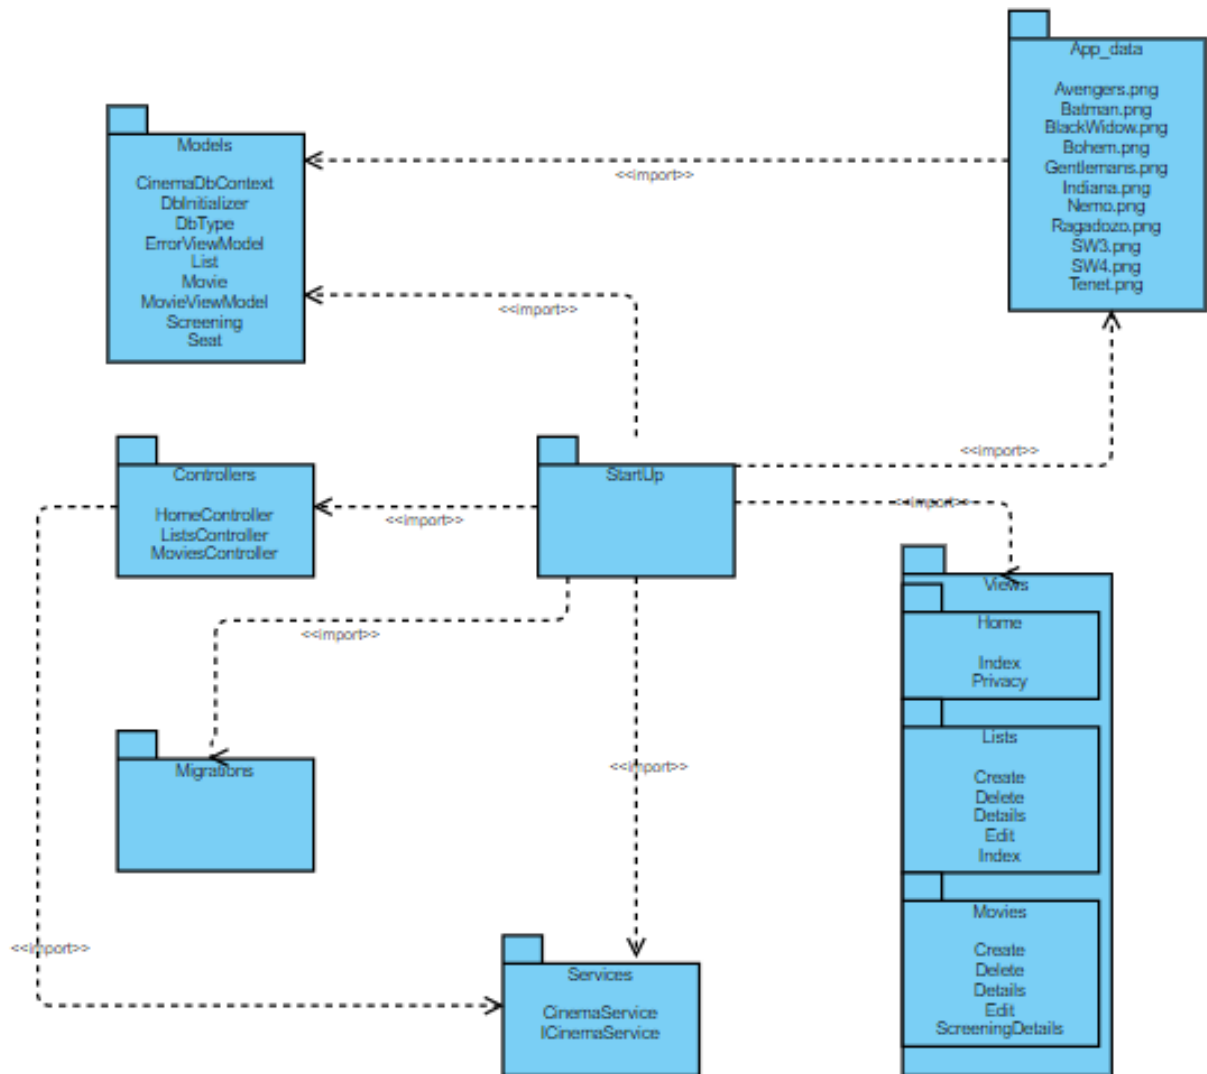 App_data
Avengers.png
Batman.png
BlackWidow.png
Bohem.png
Gentlemans.png
Indiana.png
Nemo.png
Ragadozo.png
SW3.png
SW4.png
Tenet.png
Models
CinemaDbContext
DbInitializer
DbType
ErrorViewModel
List
Movie
MovieViewModel
Screening
Seat
<<import>>
<<import>>
<<import>>
Controllers
HomeController
ListsController
MoviesController
StartUp
<<import>>
<<import>>
<<import>>
Views
Home
Index
Privacy
Lists
Create
Delete
Details
Edit
Index
Movies
Create
Delete
Details
Edit
ScreeningDetails
Migrations
<<import>>
<<import>>
Services
CinemaService
ICinemaService